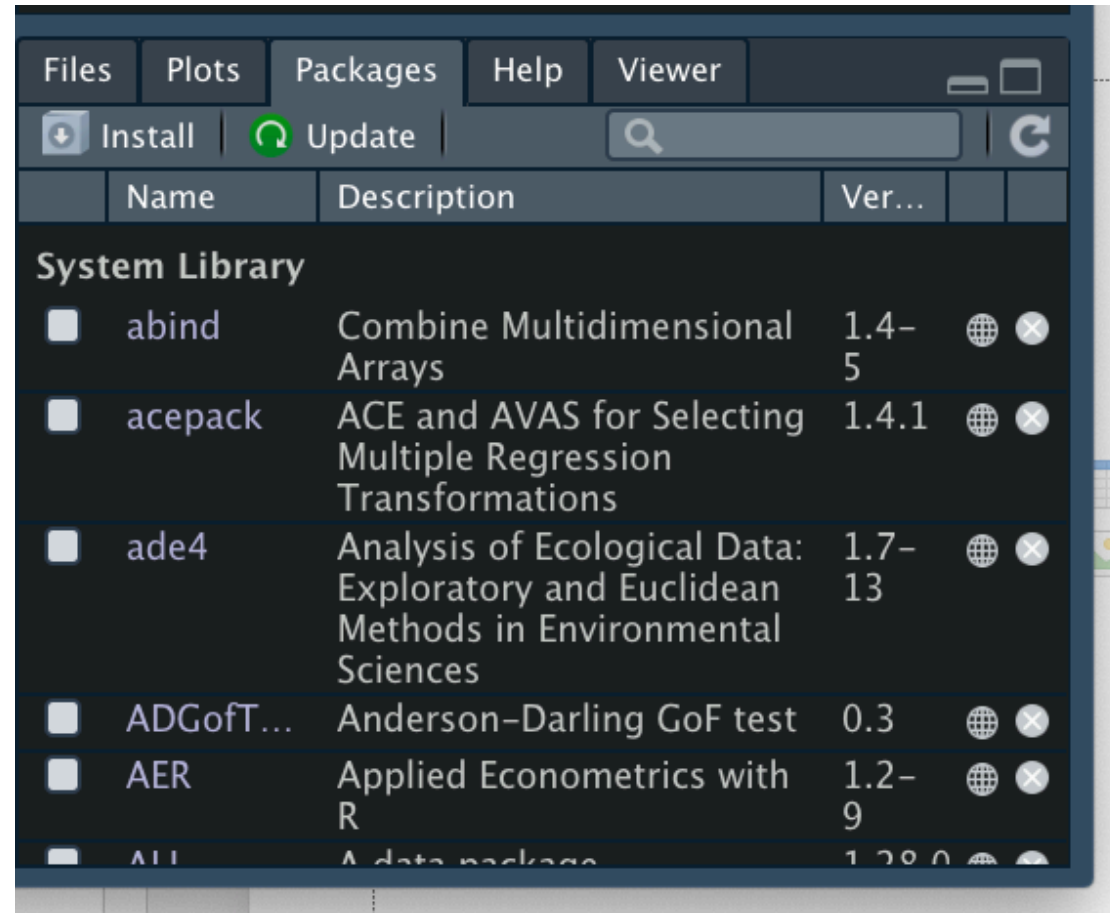 Files Plots Packages Help Viewer
Install Update
Name Description Ver...
System Library
abind Combine Multidimensional 1.4-
Arrays 5
acepack ACE and AVAS for Selecting 1.4.1
Multiple Regression
Transformations
ade4 Analysis of Ecological Data: 1.7-
Exploratory and Euclidean 13
Methods in Environmental
Sciences
ADGofT... Anderson-Darling GoF test 0.3
AER Applied Econometrics with 1.2-
R 9
A data package